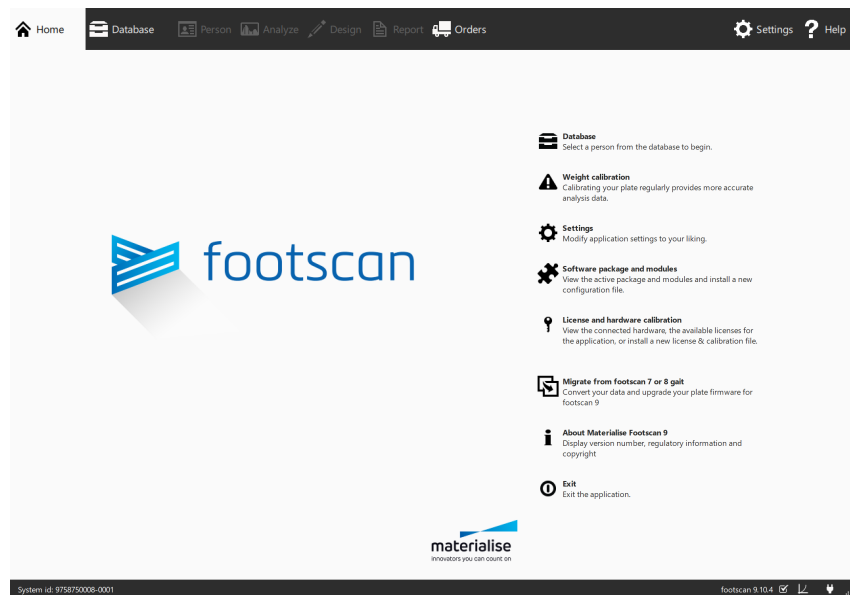 Home
Database
Person
Analyze
Design
Report
Orders
Settings
Help
Database
Select a person from the database to begin.
Weight calibration
Calibrating your plate regularly provides more accurate
analysis data.
Settings
Modify application settings to your liking.
Software package and modules
View the active package and modules and install a new
configuration file.
License and hardware calibration
View the connected hardware, the available licenses for
the application, or install a new license & calibration file.
Migrate from footscan 7 or 8 gait
Convert your data and upgrade your plate firmware for
footscan 9
About Materialise Footscan 9
Display version number, regulatory information and
copyright
Exit
Exit the application.
footscan
materialise
innovators you can count on
System id: 9758750008-0001
footscan 9.10.4